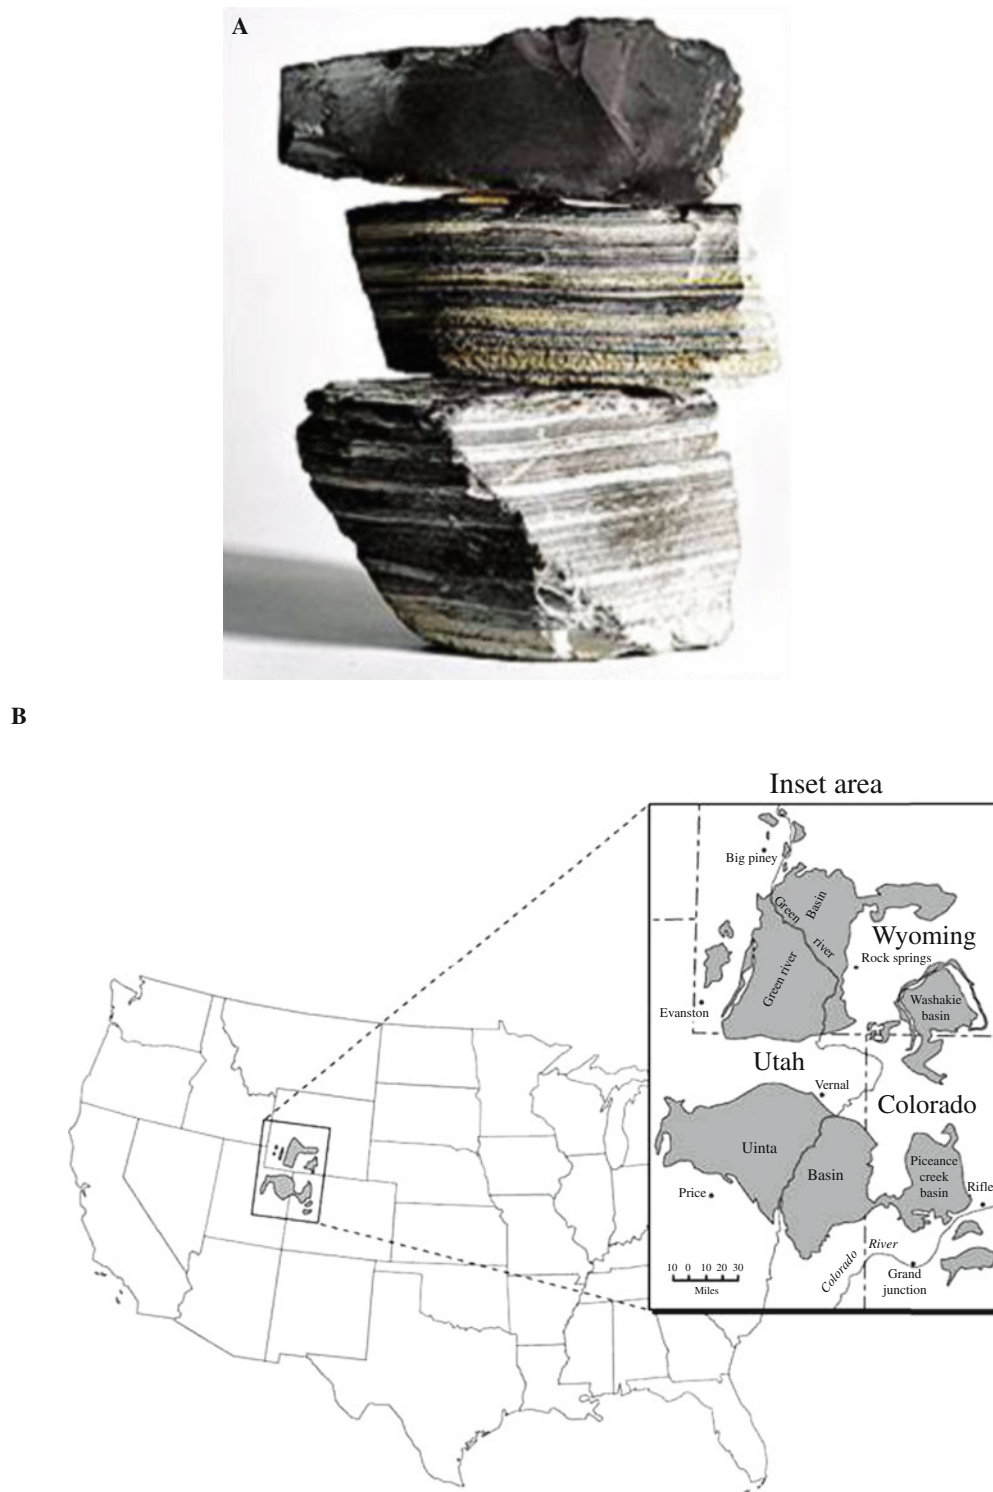 A
B
Inset area
Big piney
Green
Basin
river
Green river
Wyoming
Rock springs
Washakie
basin
Evanston
Utah
Vernal
Colorado
Uinta
Basin
Piceance
creek
basin
Price
Rifle
River
Colorado
Grand
junction
10 0 10 20 30
Miles